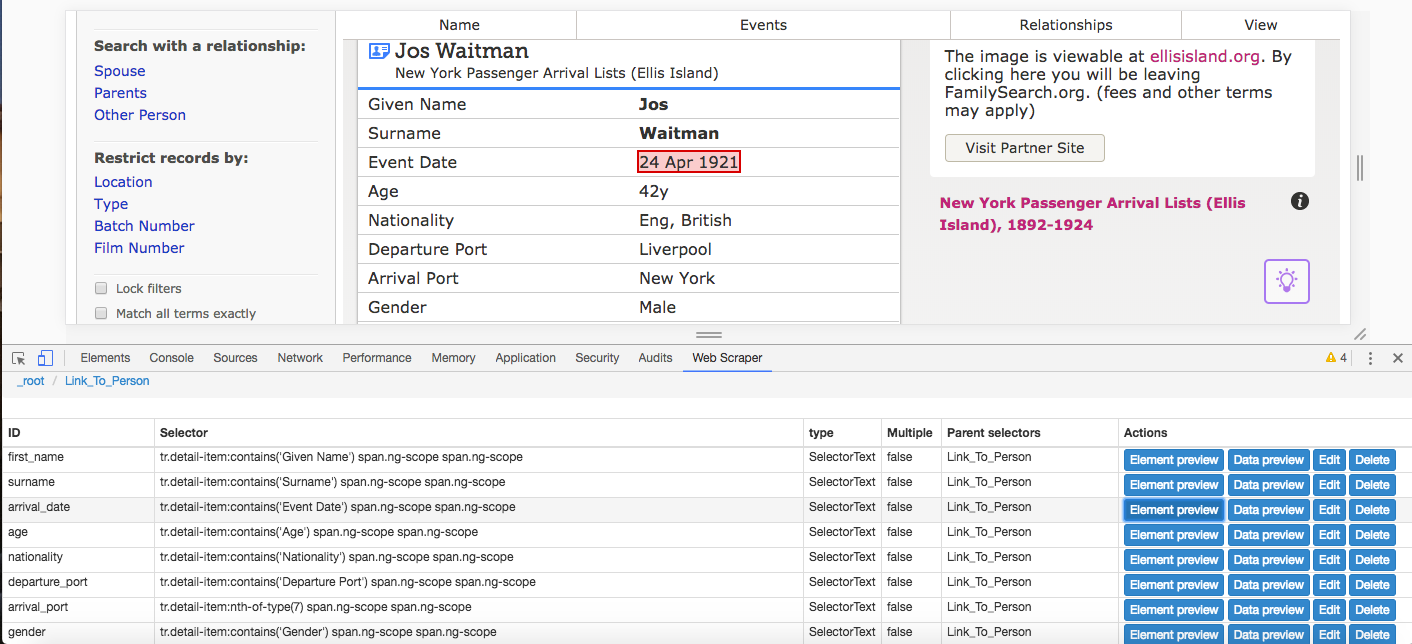 Search with a relationship:
Spouse
Parents
Other Person
Restrict records by:
Location
Type
Batch Number
Film Number
Lock filters
Match all terms exactly
Name Events Relationships View
Jos Waitman
New York Passenger Arrival Lists (Ellis Island)
Given Name Jos
Surname Waitman
Event Date 24 Apr 1921
Age 42y
Nationality Eng, British
Departure Port Liverpool
Arrival Port New York
Gender Male
The image is viewable at ellisisland.org. By
clicking here you will be leaving
FamilySearch.org. (fees and other terms
may apply)
Visit Partner Site
New York Passenger Arrival Lists (Ellis
Island), 1892-1924
Elements Console Sources Network Performance Memory Application Security Audits Web Scraper 4
_root / Link_To_Person
ID Selector type Multiple Parent selectors Actions
first_name tr.detail-item:contains('Given Name') span.ng-scope span.ng-scope SelectorText false Link_To_Person Element preview Data preview Edit Delete
surname tr.detail-item:contains('Surname') span.ng-scope span.ng-scope SelectorText false Link_To_Person Element preview Data preview Edit Delete
arrival_date tr.detail-item:contains('Event Date') span.ng-scope span.ng-scope SelectorText false Link_To_Person Element preview Data preview Edit Delete
age tr.detail-item:contains('Age') span.ng-scope span.ng-scope SelectorText false Link_To_Person Element preview Data preview Edit Delete
nationality tr.detail-item:contains('Nationality') span.ng-scope span.ng-scope SelectorText false Link_To_Person Element preview Data preview Edit Delete
departure_port tr.detail-item:contains('Departure Port') span.ng-scope span.ng-scope SelectorText false Link_To_Person Element preview Data preview Edit Delete
arrival_port tr.detail-item:nth-of-type(7) span.ng-scope span.ng-scope SelectorText false Link_To_Person Element preview Data preview Edit Delete
gender tr.detail-item:contains('Gender') span.ng-scope span.ng-scope SelectorText false Link_To_Person Element preview Data preview Edit Delete